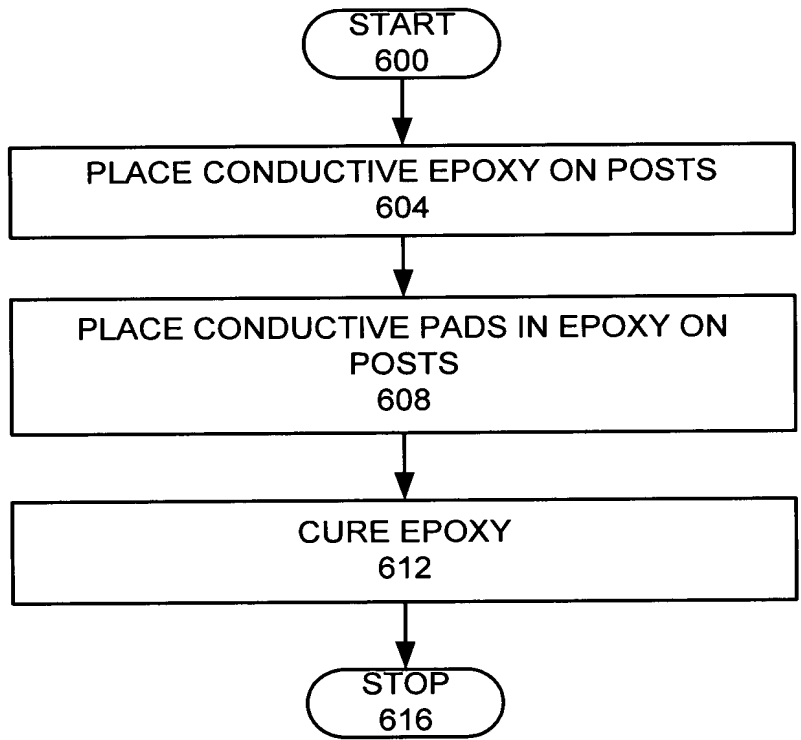 START
600
PLACE CONDUCTIVE EPOXY ON POSTS
604
PLACE CONDUCTIVE PADS IN EPOXY ON
POSTS
608
CURE EPOXY
612
STOP
616